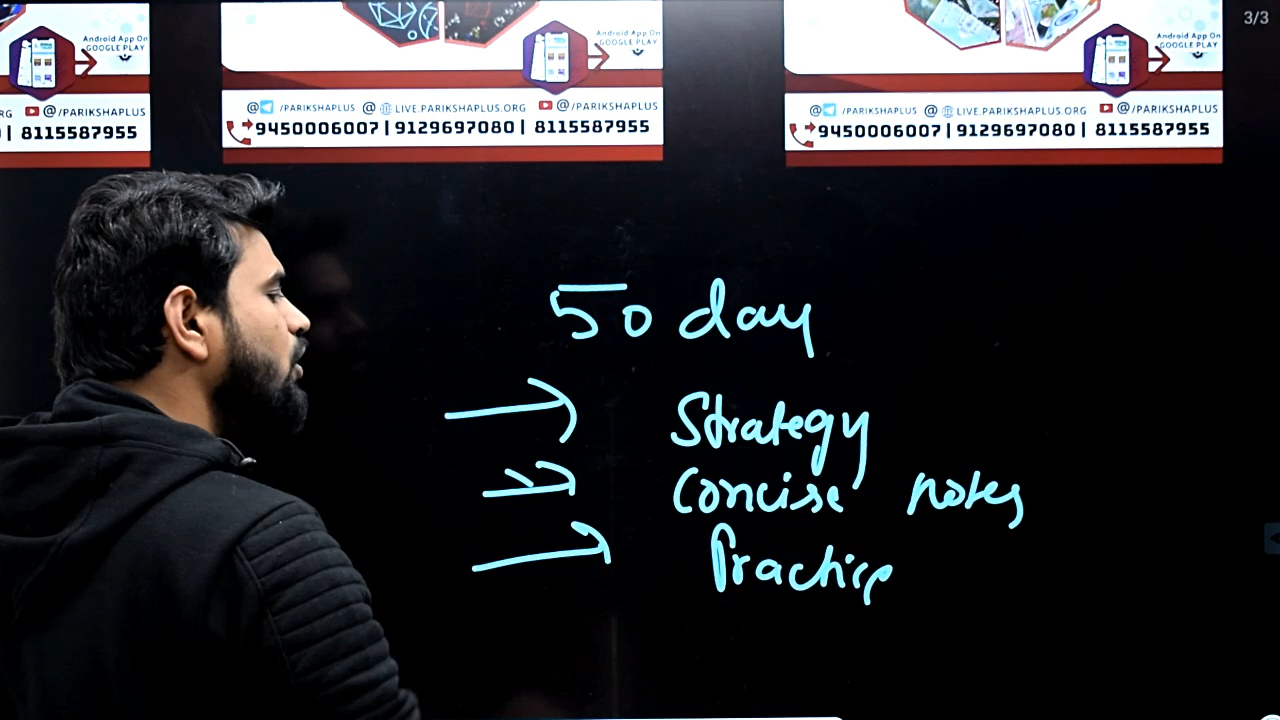 3/3
Android App On
GOOGLE PLAY
Android App On
GOOGLE PLAY
Android App On
GOOGLE PLAY
RG @/PARIKSHAPLUS
| 8115587955
@ /PARIKSHAPLUS @ LIVE.PARIKSHAPLUS.ORG @/PARIKSHAPLUS
9450006007 | 9129697080 | 8115587955
@ /PARIKSHAPLUS @ LIVE.PARIKSHAPLUS.ORG @/PARIKSHAPLUS
9450006007 | 9129697080 | 8115587955
50 day
Strategy
Concise notes
Practice